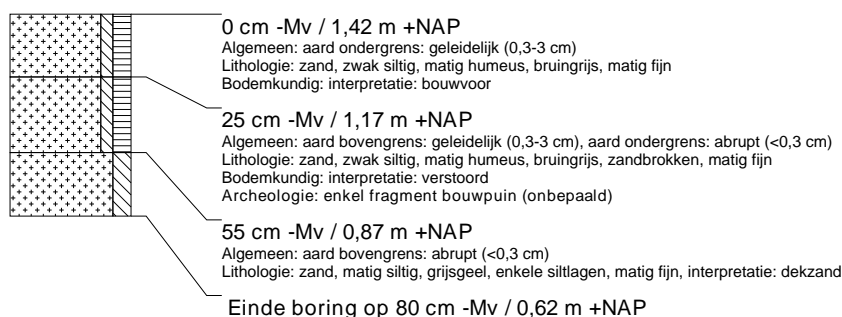 0 cm -Mv / 1,42 m +NAP
Algemeen: aard ondergrens: geleidelijk (0,3-3 cm)
Lithologie: zand, zwak siltig, matig humeus, bruingrijs, matig fijn
Bodemkundig: interpretatie: bouwvoor
25 cm -Mv / 1,17 m +NAP
Algemeen: aard bovengrens: geleidelijk (0,3-3 cm), aard ondergrens: abrupt (<0,3 cm)
Lithologie: zand, zwak siltig, matig humeus, bruingrijs, zandbrokken, matig fijn
Bodemkundig: interpretatie: verstoord
Archeologie: enkel fragment bouwpuin (onbepaald)
55 cm -Mv / 0,87 m +NAP
Algemeen: aard bovengrens: abrupt (<0,3 cm)
Lithologie: zand, matig siltig, grijsgeel, enkele siltlagen, matig fijn, interpretatie: dekzand
Einde boring op 80 cm -Mv / 0,62 m +NAP